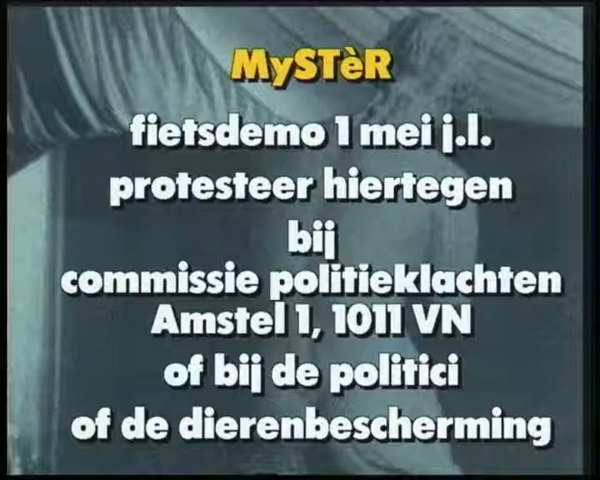 MySTèR
fietsdemo 1 mei j.l.
protesteer hiertegen
bij
commissie politieklachten
Amstel 1, 1011 VN
of bij de politici
of de dierenbescherming